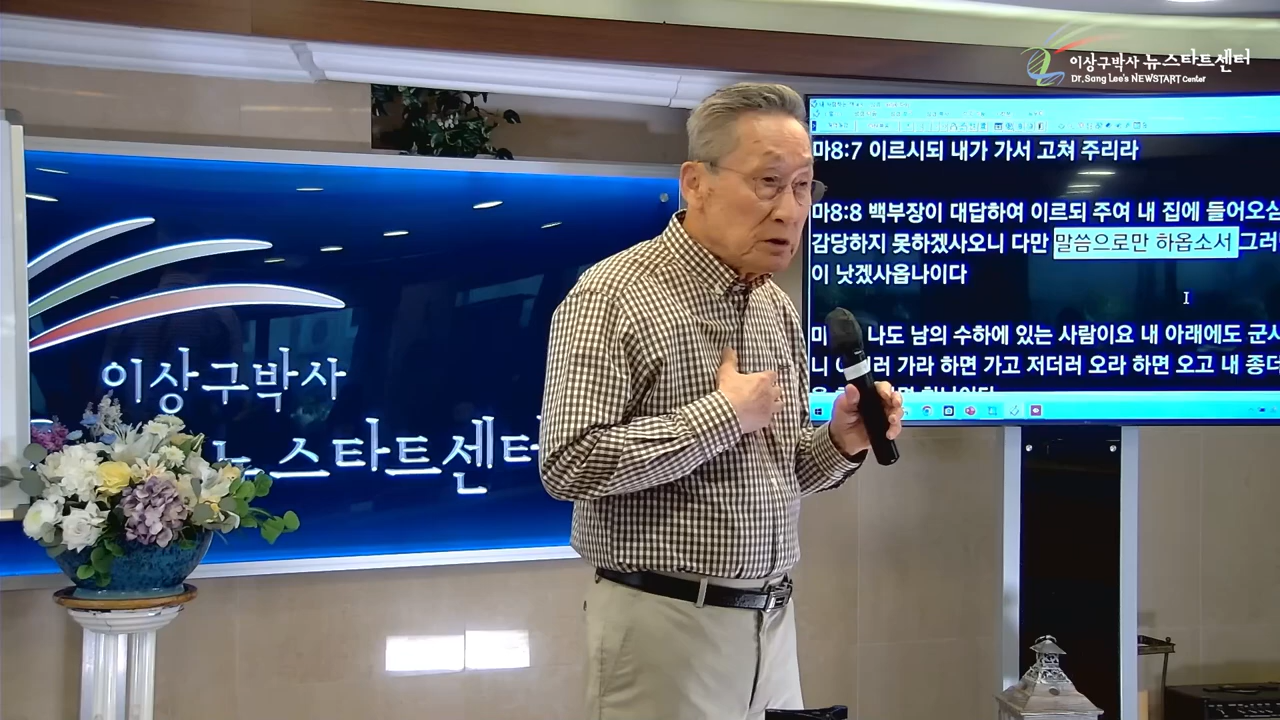 이상구박사 뉴스타트센터
Dr. Sang Lee's NEWSTART Center
마8:7 이르시되 내가 가서 고쳐 주리라
마8:8 백부장이 대답하여 이르되 주여 내 집에 들어오심
감당하지 못하겠사오니 다만 말씀으로만 하옵소서 그러
이 낫겠사옵나이다
나도 남의 수하에 있는 사람이요 내 아래에도 군사
니 가라 하면 가고 저더러 오라 하면 오고 내 종더
이상구박사
뉴스타트센터